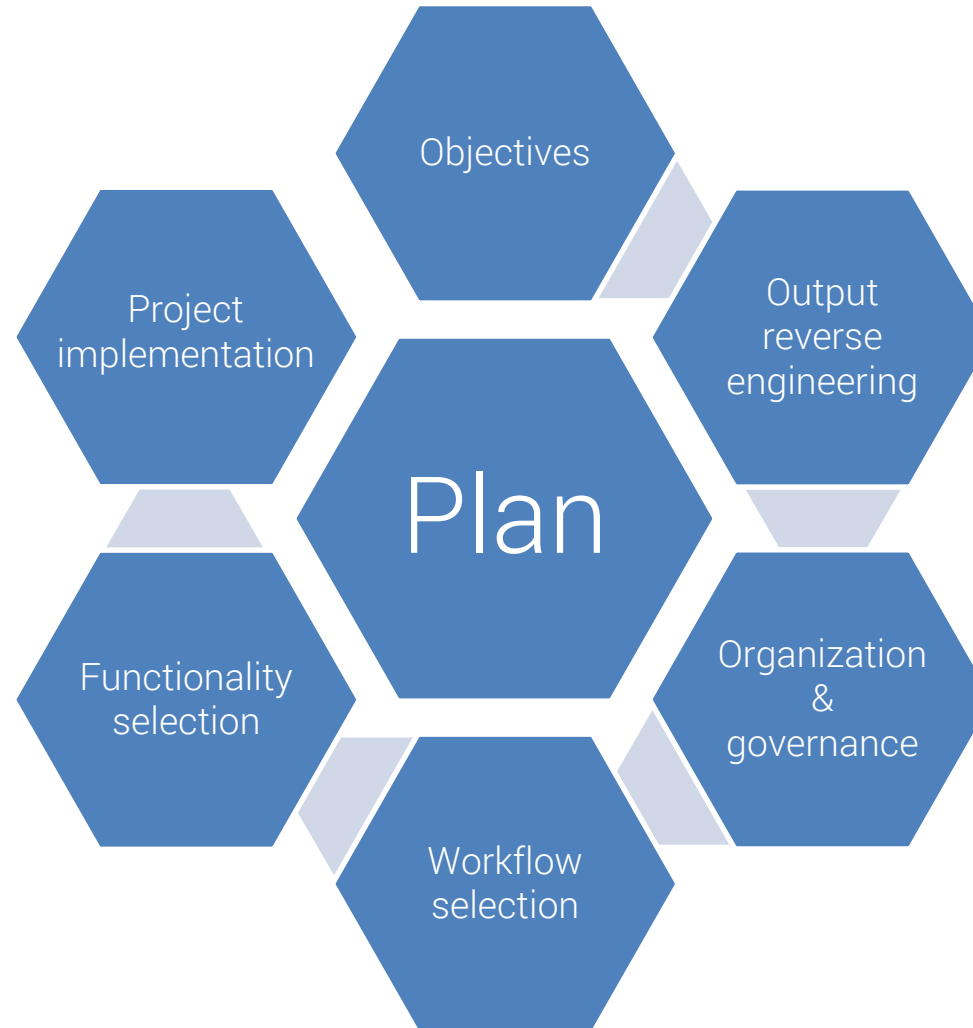 Objectives
Output
reverse
engineering
Organization
&
governance
Workflow
selection
Functionality
selection
Project
implementation
Plan